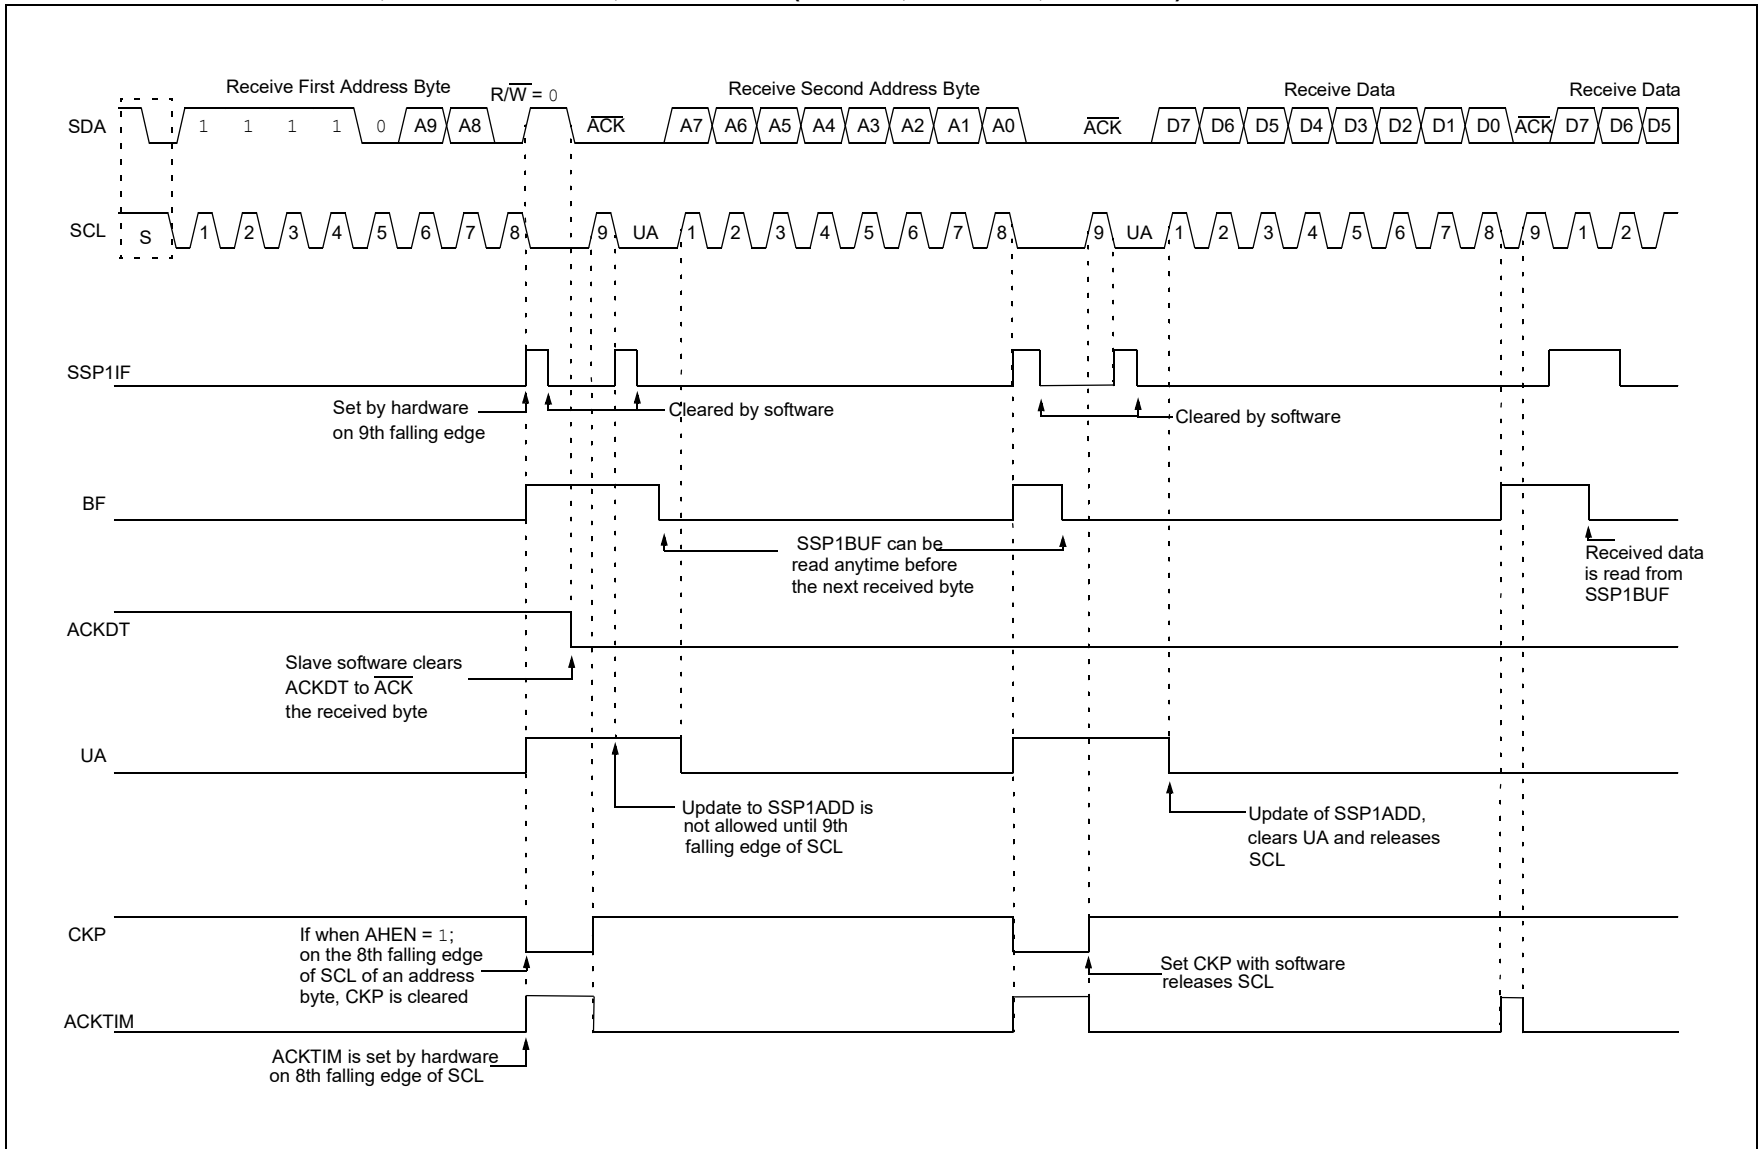 Receive First Address Byte
R/W̅ = 0
Receive Second Address Byte
Receive Data
Receive Data
SDA
1 1 1 1 0 A9 A8
A̅C̅K̅
A7 A6 A5 A4 A3 A2 A1 A0
A̅C̅K̅
D7 D6 D5 D4 D3 D2 D1 D0
A̅C̅K̅
D7 D6 D5
SCL
S
1 2 3 4 5 6 7 8
9 UA
1 2 3 4 5 6 7 8
9 UA
1 2 3 4 5 6 7 8 9 1 2
SSP1IF
Set by hardware
on 9th falling edge
Cleared by software
Cleared by software
BF
SSP1BUF can be
read anytime before
the next received byte
Received data
is read from
SSP1BUF
ACKDT
Slave software clears
ACKDT to A̅C̅K̅
the received byte
UA
Update to SSP1ADD is
not allowed until 9th
falling edge of SCL
Update of SSP1ADD,
clears UA and releases
SCL
CKP
If when AHEN = 1;
on the 8th falling edge
of SCL of an address
byte, CKP is cleared
Set CKP with software
releases SCL
ACKTIM
ACKTIM is set by hardware
on 8th falling edge of SCL